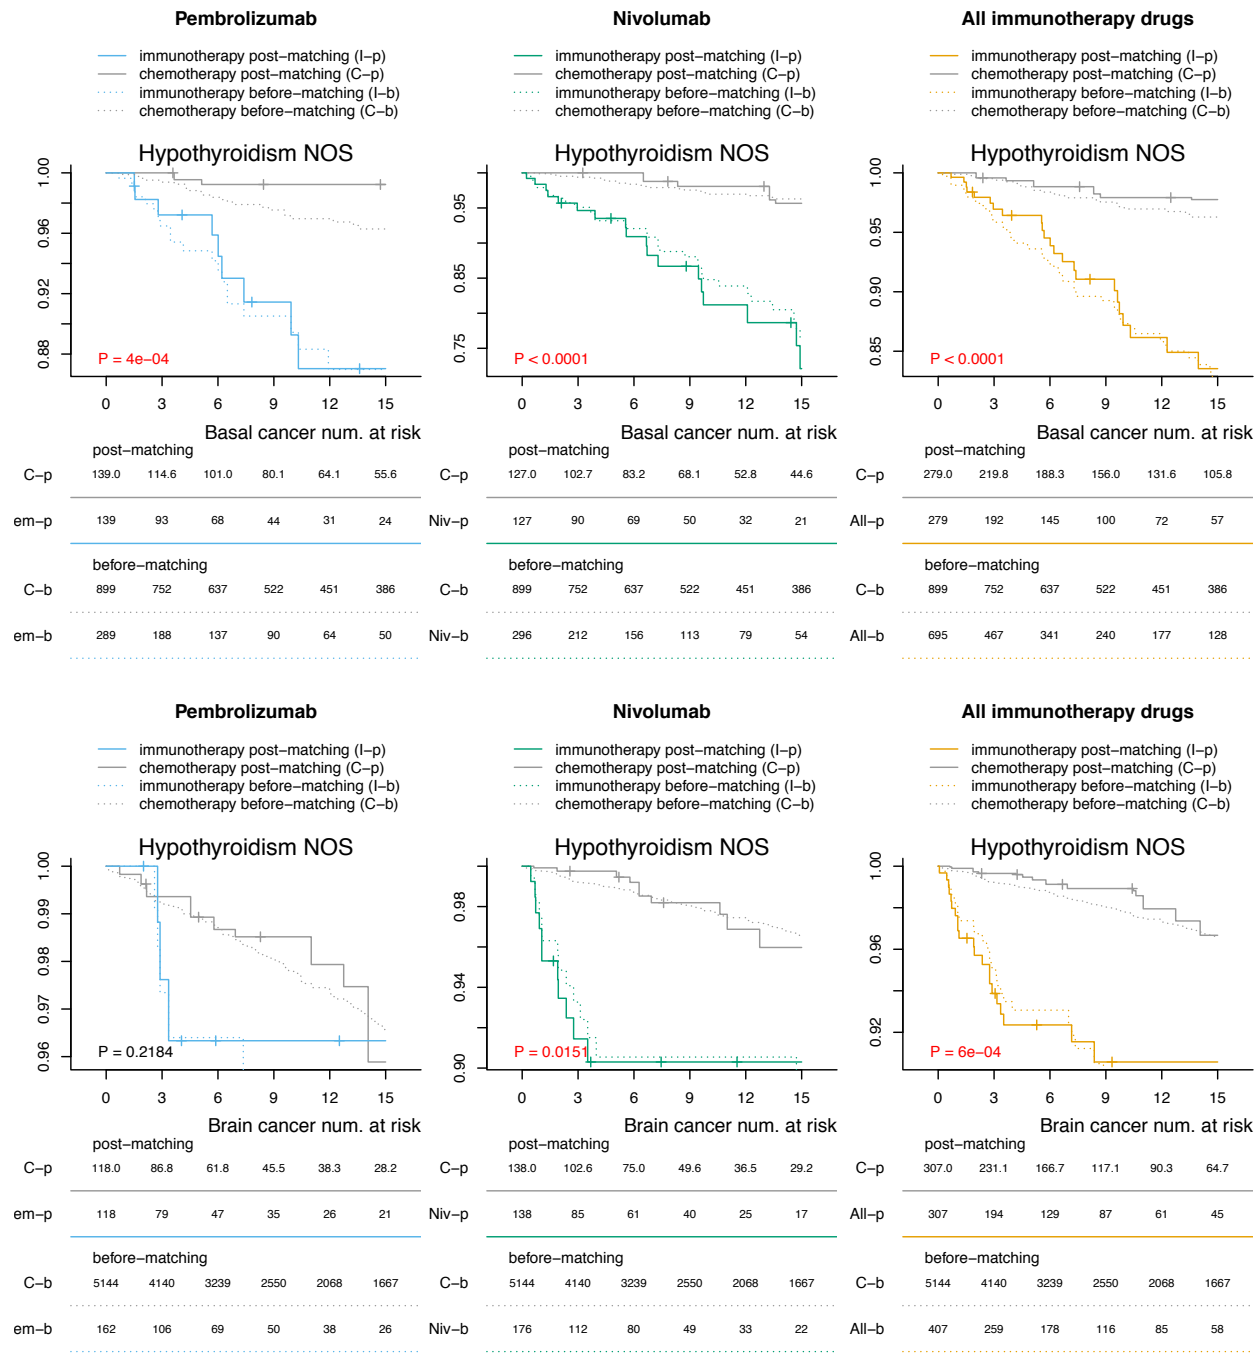 Pembrolizumab
immunotherapy post−matching (I−p)
chemotherapy post−matching (C−p)
immunotherapy before−matching (I−b)
chemotherapy before−matching (C−b)
Hypothyroidism NOS
1.00
0.96
0.92
0.88
P = 4e−04
0 3 6 9 12 15
Basal cancer num. at risk
post−matching
C−p 139.0 114.6 101.0 80.1 64.1 55.6
em−p 139 93 68 44 31 24
before−matching
C−b 899 752 637 522 451 386
em−b 289 188 137 90 64 50
Nivolumab
immunotherapy post−matching (I−p)
chemotherapy post−matching (C−p)
immunotherapy before−matching (I−b)
chemotherapy before−matching (C−b)
Hypothyroidism NOS
0.95
0.85
0.75
P < 0.0001
0 3 6 9 12 15
Basal cancer num. at risk
post−matching
C−p 127.0 102.7 83.2 68.1 52.8 44.6
Niv−p 127 90 69 50 32 21
before−matching
C−b 899 752 637 522 451 386
Niv−b 296 212 156 113 79 54
All immunotherapy drugs
immunotherapy post−matching (I−p)
chemotherapy post−matching (C−p)
immunotherapy before−matching (I−b)
chemotherapy before−matching (C−b)
Hypothyroidism NOS
1.00
0.95
0.90
0.85
P < 0.0001
0 3 6 9 12 15
Basal cancer num. at risk
post−matching
C−p 279.0 219.8 188.3 156.0 131.6 105.8
All−p 279 192 145 100 72 57
before−matching
C−b 899 752 637 522 451 386
All−b 695 467 341 240 177 128
Pembrolizumab
immunotherapy post−matching (I−p)
chemotherapy post−matching (C−p)
immunotherapy before−matching (I−b)
chemotherapy before−matching (C−b)
Hypothyroidism NOS
1.00
0.99
0.98
0.97
0.96
P = 0.2184
0 3 6 9 12 15
Brain cancer num. at risk
post−matching
C−p 118.0 86.8 61.8 45.5 38.3 28.2
em−p 118 79 47 35 26 21
before−matching
C−b 5144 4140 3239 2550 2068 1667
em−b 162 106 69 50 38 26
Nivolumab
immunotherapy post−matching (I−p)
chemotherapy post−matching (C−p)
immunotherapy before−matching (I−b)
chemotherapy before−matching (C−b)
Hypothyroidism NOS
0.98
0.94
0.90
P = 0.0151
0 3 6 9 12 15
Brain cancer num. at risk
post−matching
C−p 138.0 102.6 75.0 49.6 36.5 29.2
Niv−p 138 85 61 40 25 17
before−matching
C−b 5144 4140 3239 2550 2068 1667
Niv−b 176 112 80 49 33 22
All immunotherapy drugs
immunotherapy post−matching (I−p)
chemotherapy post−matching (C−p)
immunotherapy before−matching (I−b)
chemotherapy before−matching (C−b)
Hypothyroidism NOS
1.00
0.96
0.92
P = 6e−04
0 3 6 9 12 15
Brain cancer num. at risk
post−matching
C−p 307.0 231.1 166.7 117.1 90.3 64.7
All−p 307 194 129 87 61 45
before−matching
C−b 5144 4140 3239 2550 2068 1667
All−b 407 259 178 116 85 58